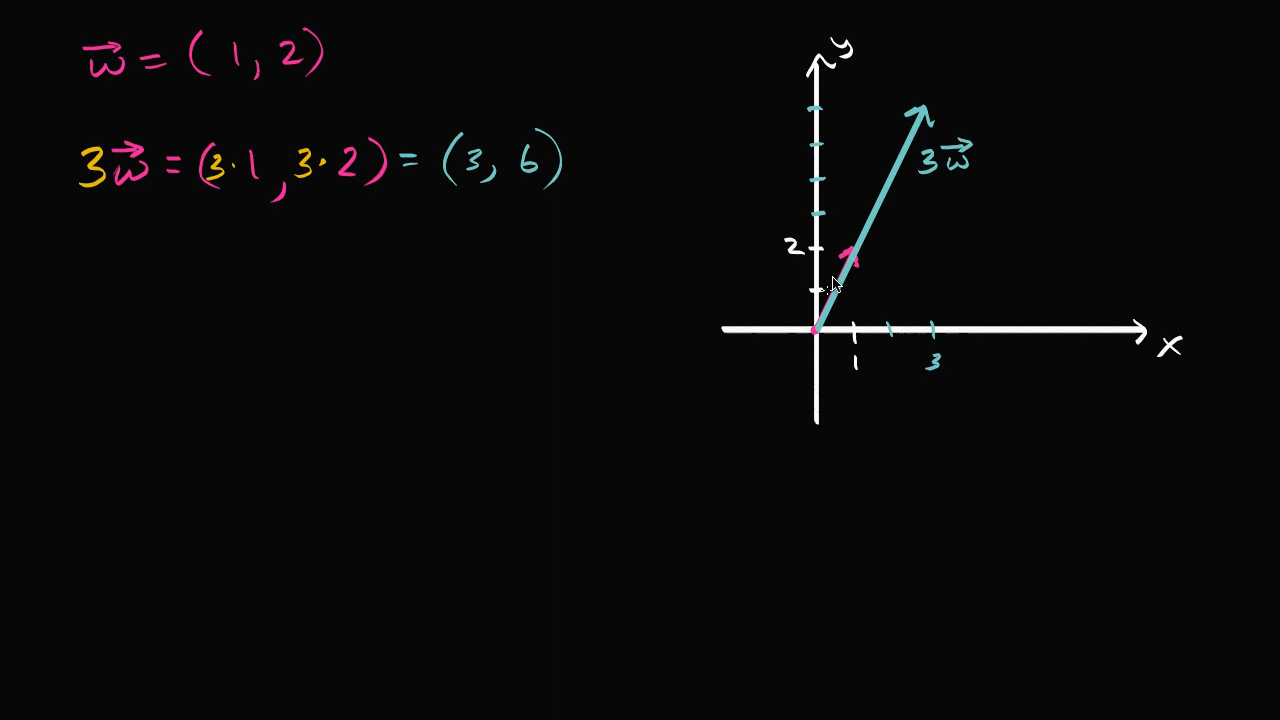 w⃗ = (1, 2)
3w⃗ = (3·1, 3·2) = (3, 6)
y
3w⃗
2
x
1 3